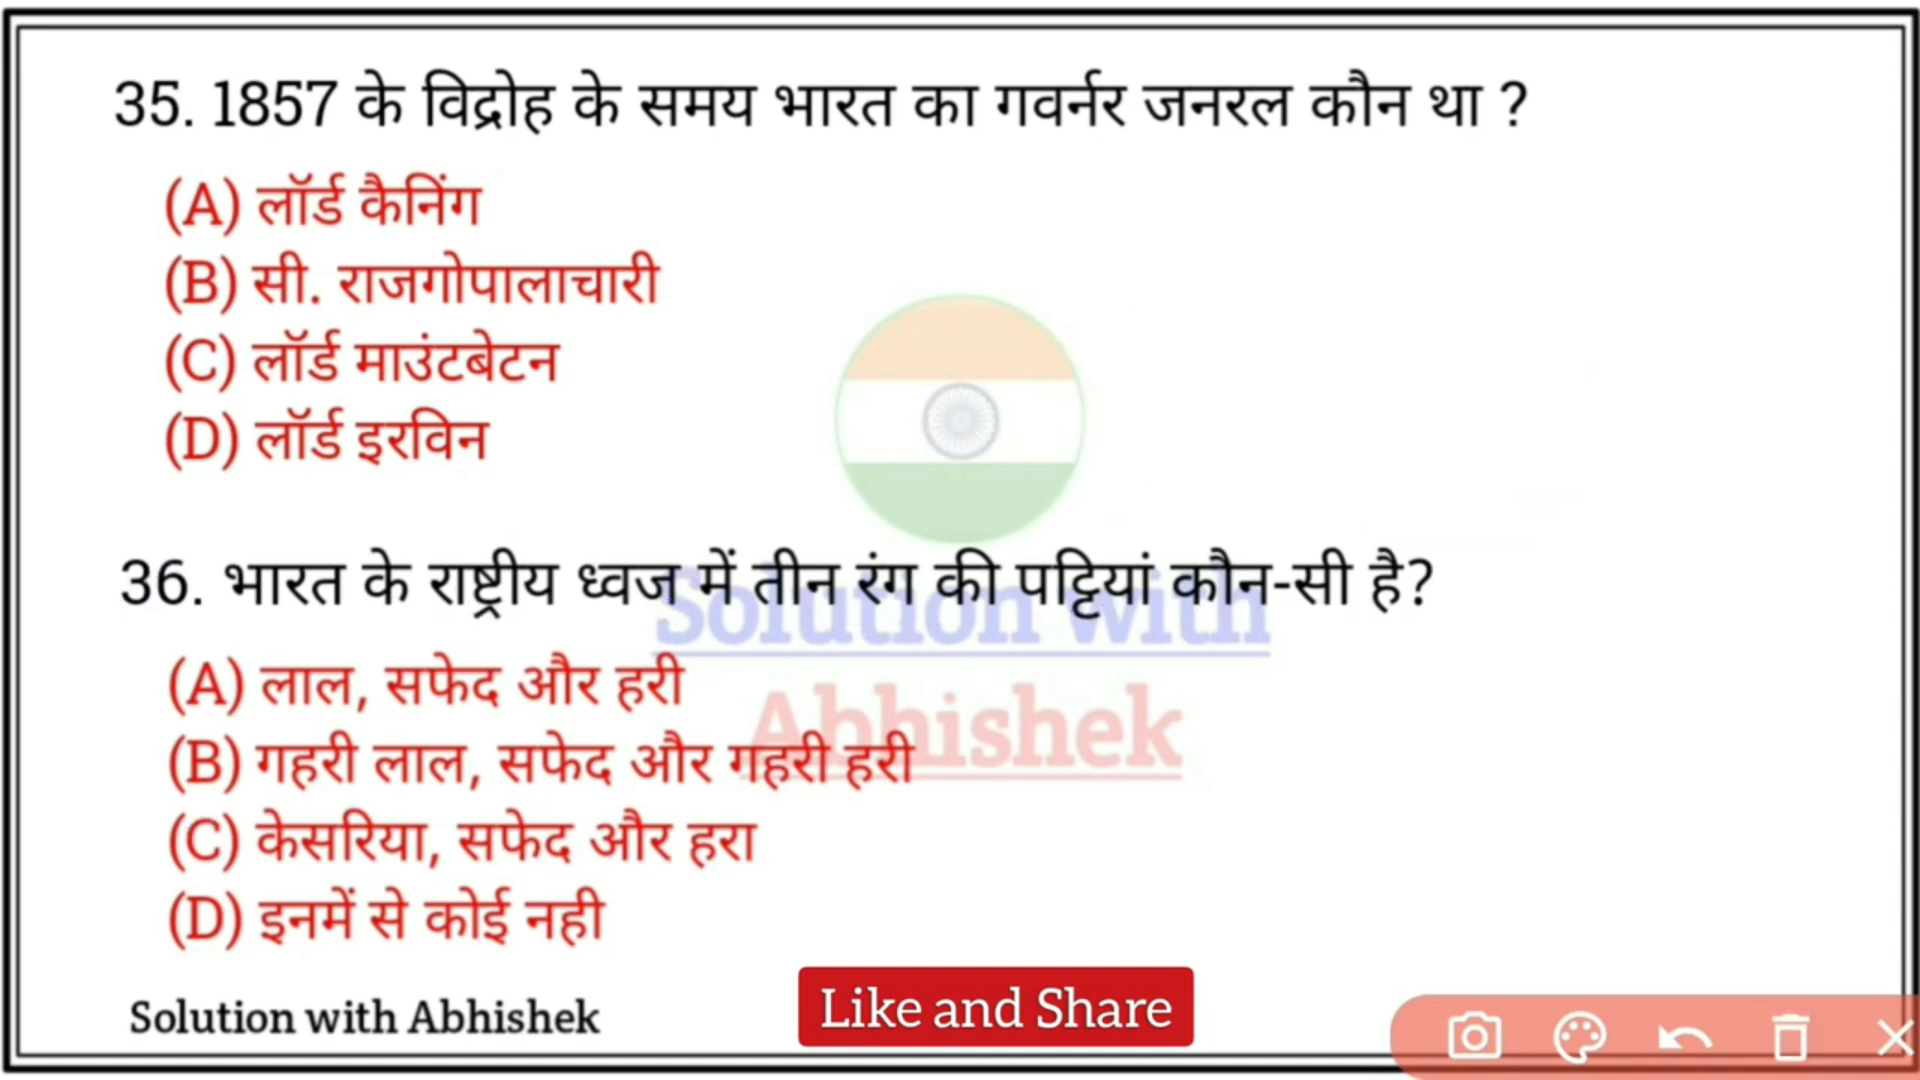 35. 1857 के विद्रोह के समय भारत का गवर्नर जनरल कौन था ?
(A) लॉर्ड कैनिंग
(B) सी. राजगोपालाचारी
(C) लॉर्ड माउंटबेटन
(D) लॉर्ड इरविन
36. भारत के राष्ट्रीय ध्वज में तीन रंग की पट्टियां कौन-सी है?
Solution with
(A) लाल, सफेद और हरी
Abhishek
(B) गहरी लाल, सफेद और गहरी हरी
(C) केसरिया, सफेद और हरा
(D) इनमें से कोई नही
Solution with Abhishek
Like and Share